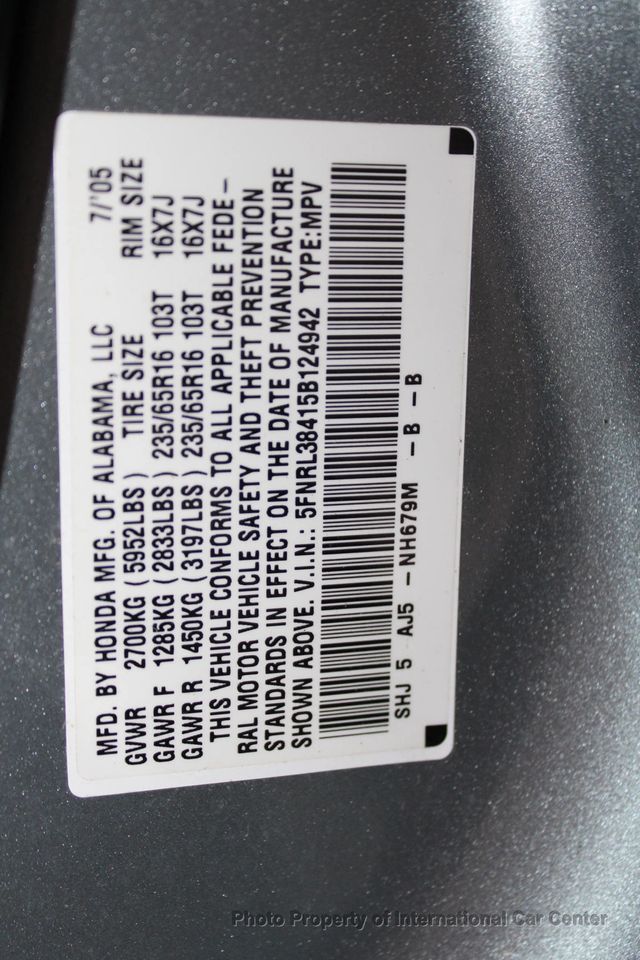 MFD. BY HONDA MFG. OF ALABAMA, LLC 7/'05
GVWR 2700KG (5952LBS) TIRE SIZE RIM SIZE
GAWR F 1285KG (2833LBS) 235/65R16 103T 16X7J
GAWR R 1450KG (3197LBS) 235/65R16 103T 16X7J
THIS VEHICLE CONFORMS TO ALL APPLICABLE FEDE-
RAL MOTOR VEHICLE SAFETY AND THEFT PREVENTION
STANDARDS IN EFFECT ON THE DATE OF MANUFACTURE
SHOWN ABOVE. V.I.N.: 5FNRL38415B124942 TYPE:MPV
SHJ 5 AJ5 -NH679M -B -B
Photo Property of International Car Center